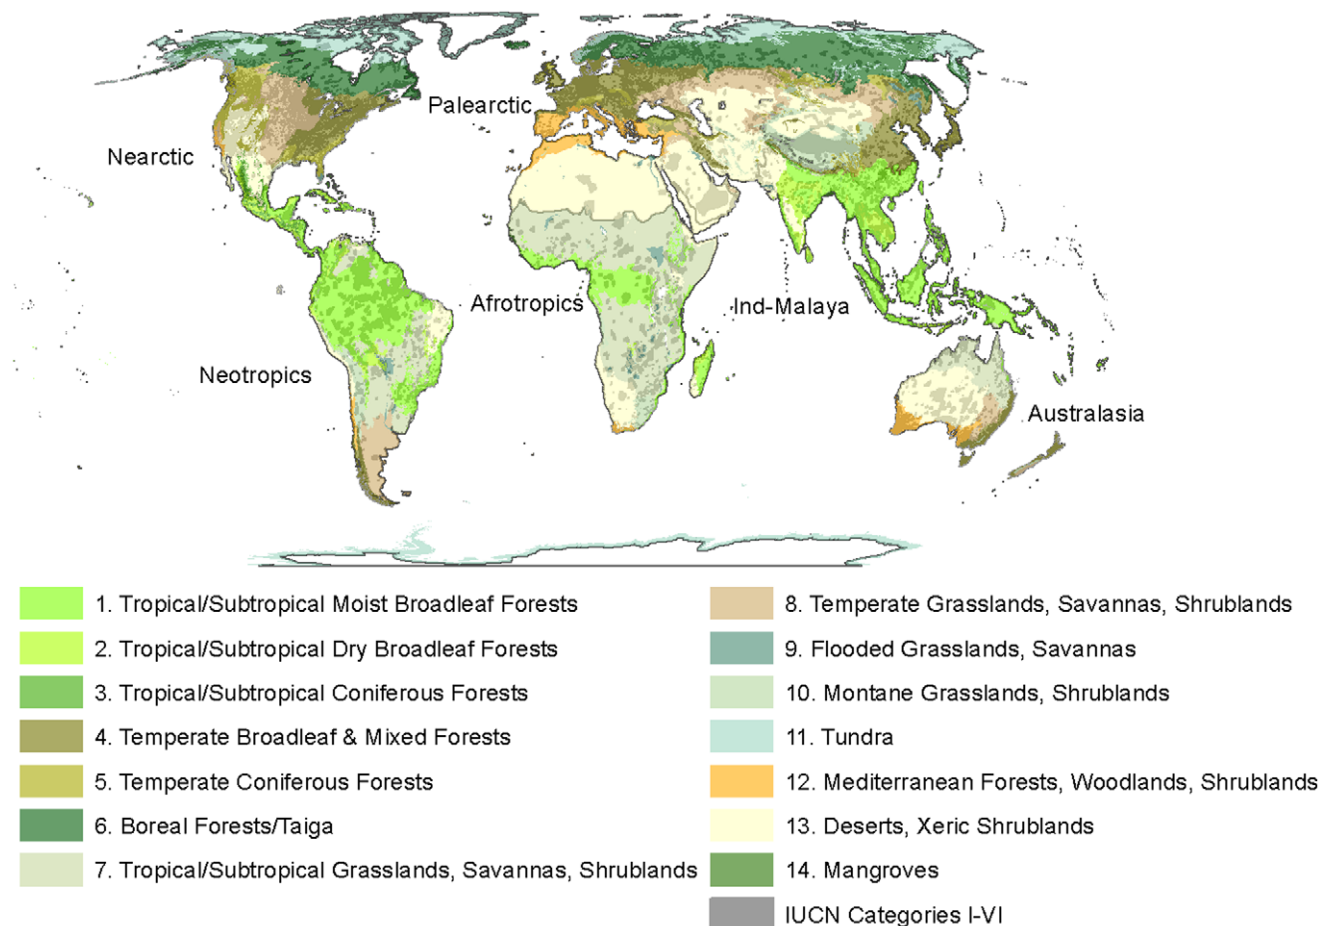 Palearctic
Nearctic
Afrotropics
Ind-Malaya
Neotropics
Australasia
1. Tropical/Subtropical Moist Broadleaf Forests
2. Tropical/Subtropical Dry Broadleaf Forests
3. Tropical/Subtropical Coniferous Forests
4. Temperate Broadleaf & Mixed Forests
5. Temperate Coniferous Forests
6. Boreal Forests/Taiga
7. Tropical/Subtropical Grasslands, Savannas, Shrublands
8. Temperate Grasslands, Savannas, Shrublands
9. Flooded Grasslands, Savannas
10. Montane Grasslands, Shrublands
11. Tundra
12. Mediterranean Forests, Woodlands, Shrublands
13. Deserts, Xeric Shrublands
14. Mangroves
IUCN Categories I-VI